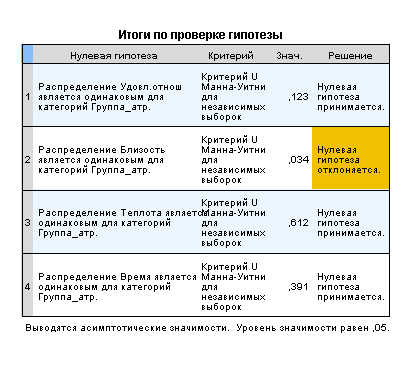 Итоги по проверке гипотезы
Нулевая гипотеза Критерий Знач. Решение
1
Распределение Удовл.отнош
является одинаковым для
категорий Группа_атр.
Критерий U
Манна-Уитни
для
независимых
выборок
,123
Нулевая
гипотеза
принимается.
2
Распределение Близость
является одинаковым для
категорий Группа_атр.
Критерий U
Манна-Уитни
для
независимых
выборок
,034
Нулевая
гипотеза
отклоняется.
3
Распределение Теплота является
одинаковым для категорий
Группа_атр.
Критерий U
Манна-Уитни
для
независимых
выборок
,612
Нулевая
гипотеза
принимается.
4
Распределение Время является
одинаковым для категорий
Группа_атр.
Критерий U
Манна-Уитни
для
независимых
выборок
,391
Нулевая
гипотеза
принимается.
Выводятся асимптотические значимости. Уровень значимости равен ,05.